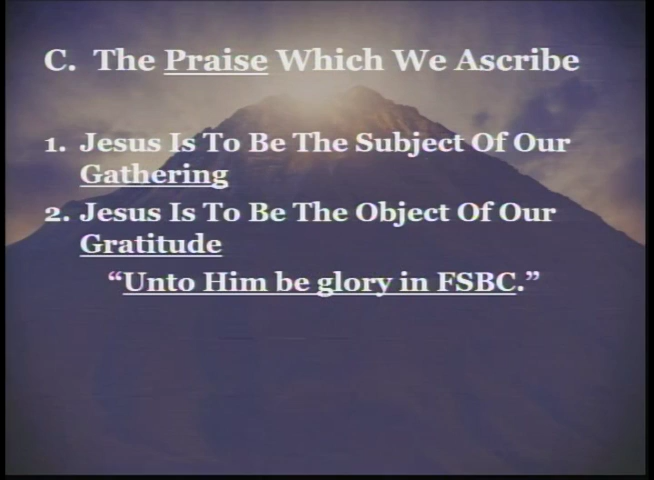 C. The Praise Which We Ascribe
1. Jesus Is To Be The Subject Of Our
Gathering
2. Jesus Is To Be The Object Of Our
Gratitude
“Unto Him be glory in FSBC.”